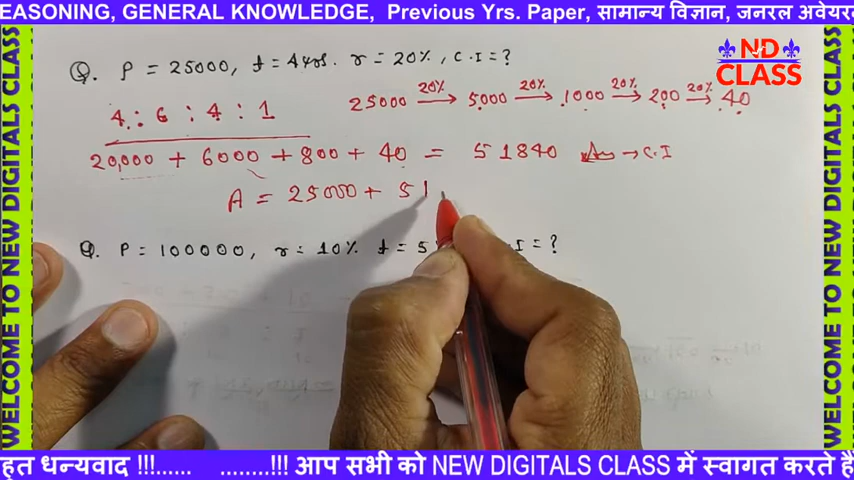 EASONING, GENERAL KNOWLEDGE, Previous Yrs. Paper, सामान्य विज्ञान, जनरल अवेयरन
ND
CLASS
Q. P = 25000, t = 4 yrs. r = 20%, C.I = ?
4 : 6 : 4 : 1
25000 →20% 5000 →20% 1000 →20% 200 →20% 40
20,000 + 6000 + 800 + 40 = 51840 Ans → C.I
A = 25000 + 51
Q. P = 100000, r = 10% t = 5 I = ?
WELCOME TO NEW DIGITALS CLASS
WELCOME TO NEW DIGITALS CLASS
हुत धन्यवाद !!!...... ........!!! आप सभी को NEW DIGITALS CLASS में स्वागत करते हैं